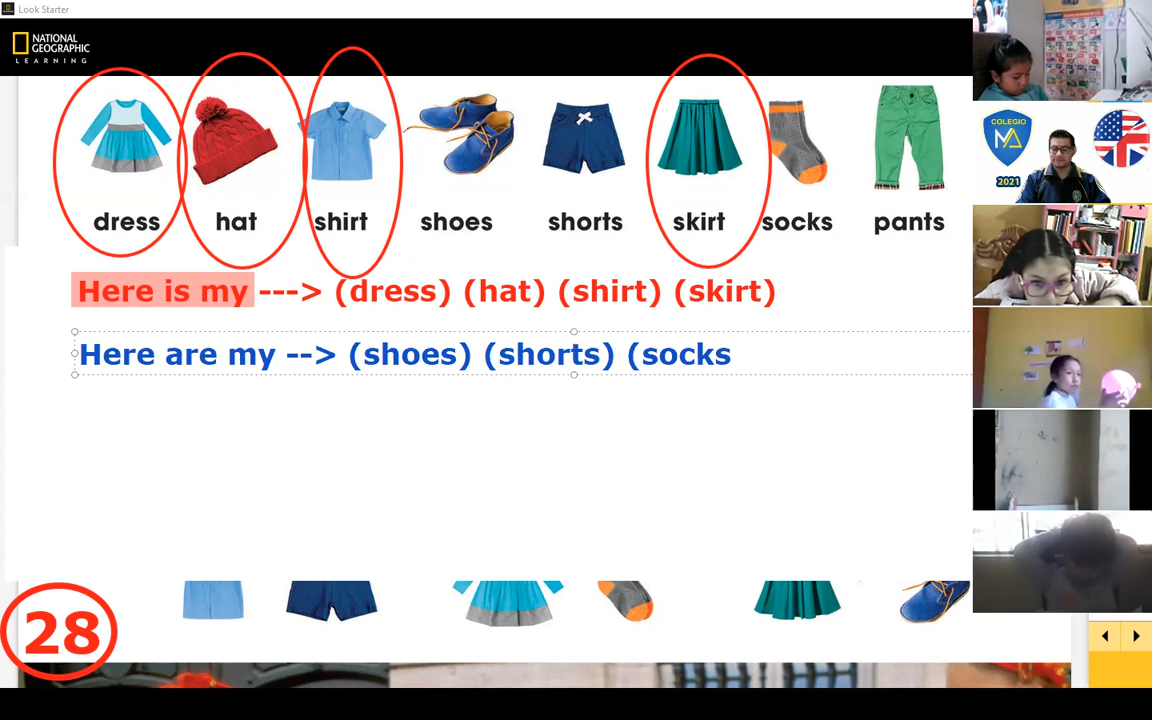 Look Starter
NATIONAL
GEOGRAPHIC
LEARNING
dress hat shirt shoes shorts skirt socks pants
Here is my ---> (dress) (hat) (shirt) (skirt)
Here are my --> (shoes) (shorts) (socks
28
COLEGIO
MA
2021